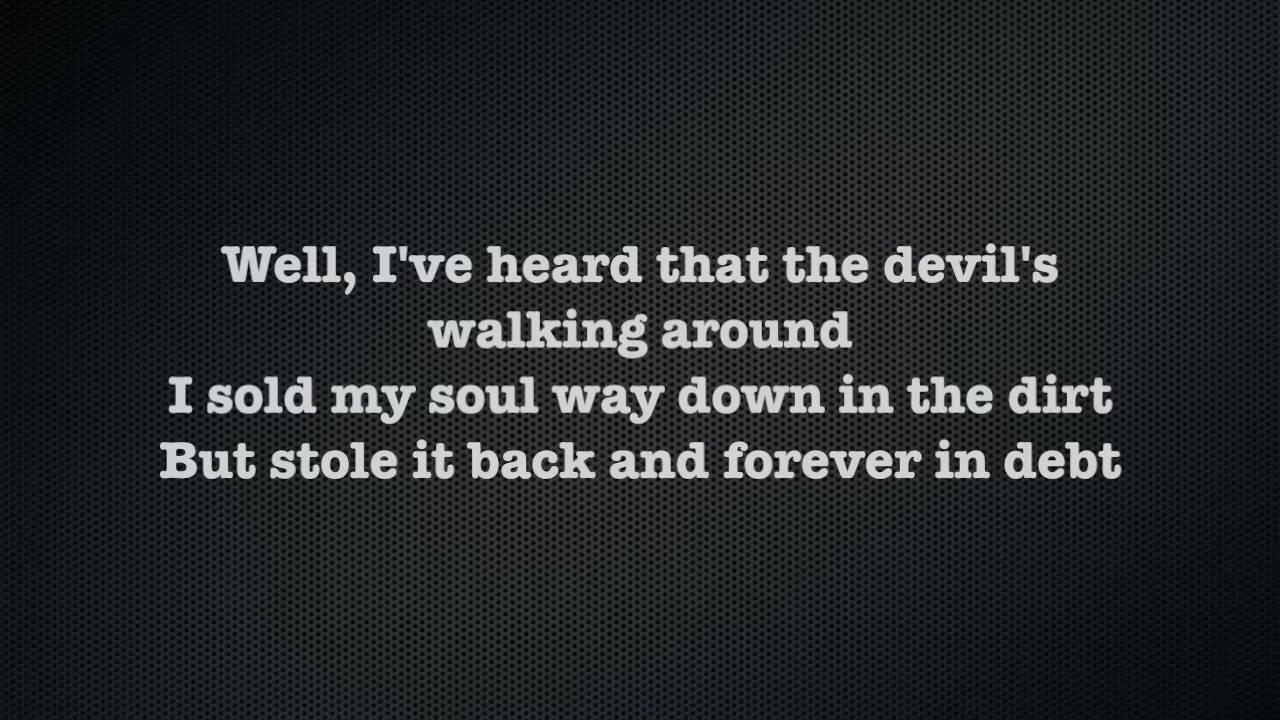 Well, I've heard that the devil's
walking around
I sold my soul way down in the dirt
But stole it back and forever in debt